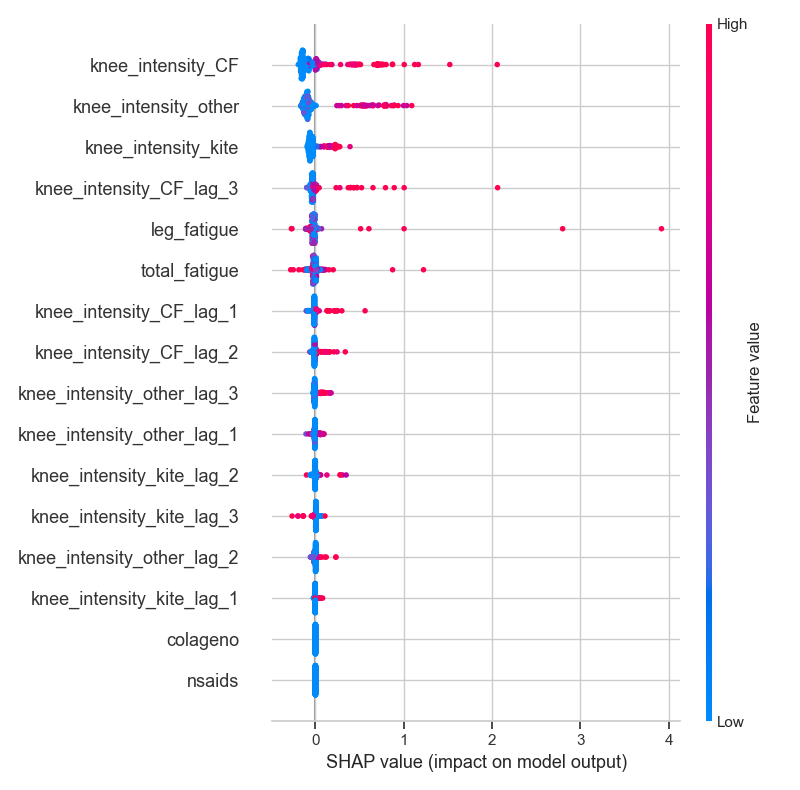 High
knee_intensity_CF
knee_intensity_other
knee_intensity_kite
knee_intensity_CF_lag_3
leg_fatigue
total_fatigue
knee_intensity_CF_lag_1
knee_intensity_CF_lag_2
knee_intensity_other_lag_3
knee_intensity_other_lag_1
knee_intensity_kite_lag_2
knee_intensity_kite_lag_3
knee_intensity_other_lag_2
knee_intensity_kite_lag_1
colageno
nsaids
Feature value
Low
0 1 2 3 4
SHAP value (impact on model output)